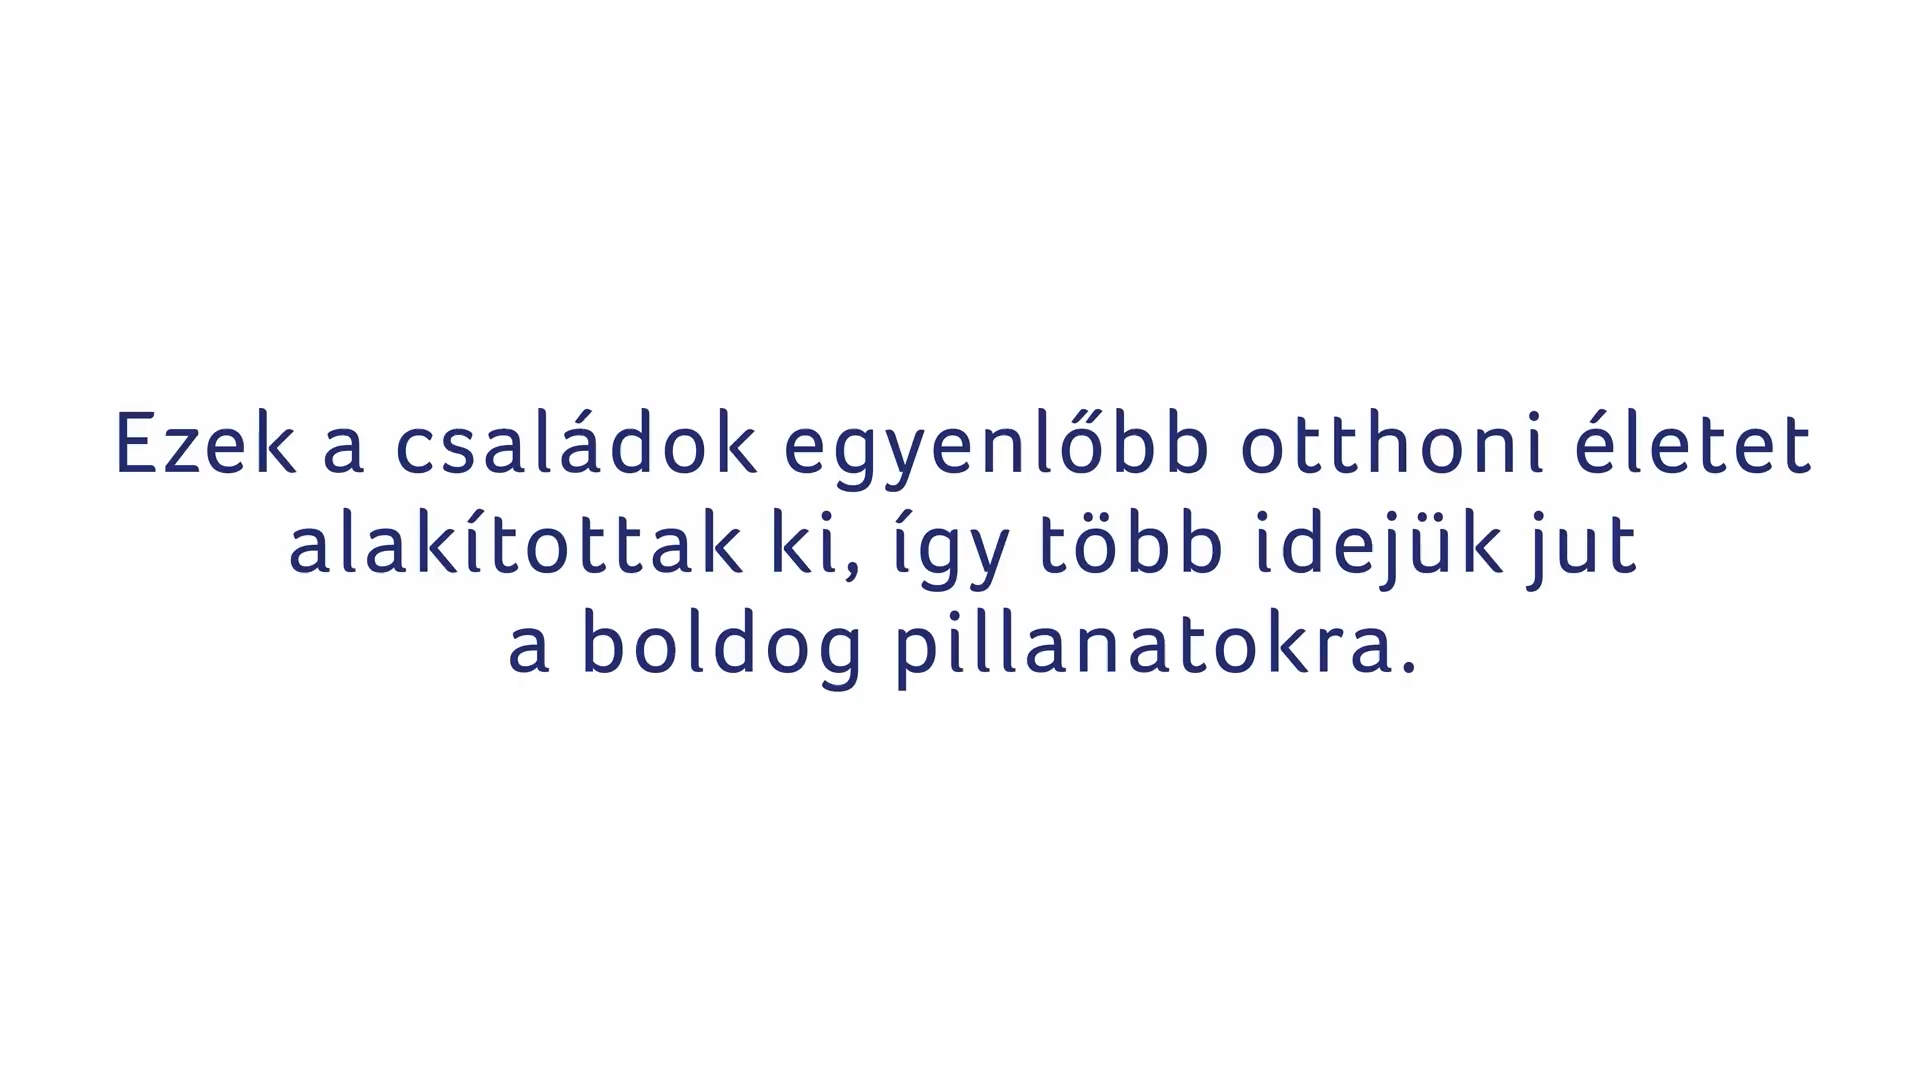 Ezek a családok egyenlőbb otthoni életet
alakítottak ki, így több idejük jut
a boldog pillanatokra.